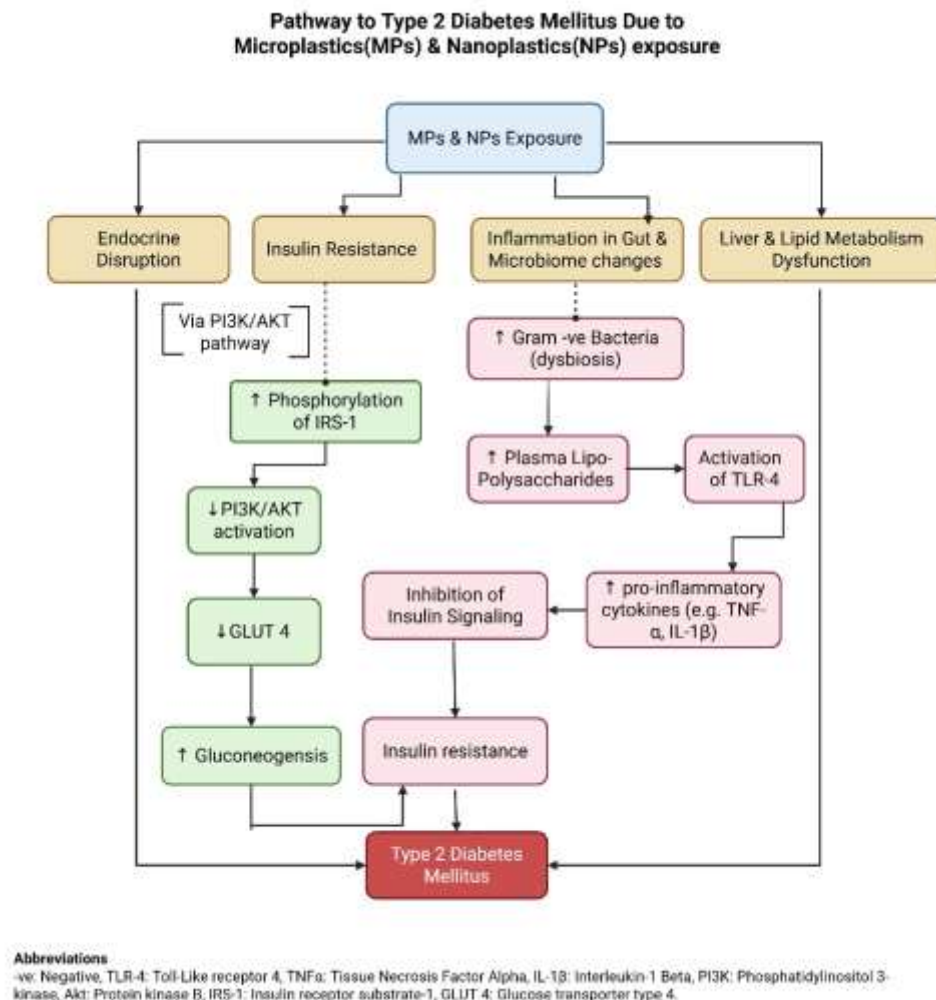 Pathway to Type 2 Diabetes Mellitus Due to
Microplastics(MPs) & Nanoplastics(NPs) exposure
MPs & NPs Exposure
Endocrine
Disruption
Insulin Resistance
Inflammation in Gut &
Microbiome changes
Liver & Lipid Metabolism
Dysfunction
Via PI3K/AKT
pathway
↑ Gram -ve Bacteria
(dysbiosis)
↑ Phosphorylation
of IRS-1
↑ Plasma Lipo-
Polysaccharides
Activation
of TLR-4
↓PI3K/AKT
activation
Inhibition of
Insulin Signaling
↑ pro-inflammatory
cytokines (e.g. TNF-
α, IL-1β)
↓GLUT 4
↑ Gluconeogensis
Insulin resistance
Type 2 Diabetes
Mellitus
Abbreviations
-ve: Negative, TLR-4: Toll-Like receptor 4, TNFα: Tissue Necrosis Factor Alpha, IL-1β: Interleukin-1 Beta, PI3K: Phosphatidylinositol 3-
kinase, Akt: Protein kinase B, IRS-1: Insulin receptor substrate-1, GLUT 4: Glucose transporter type 4.